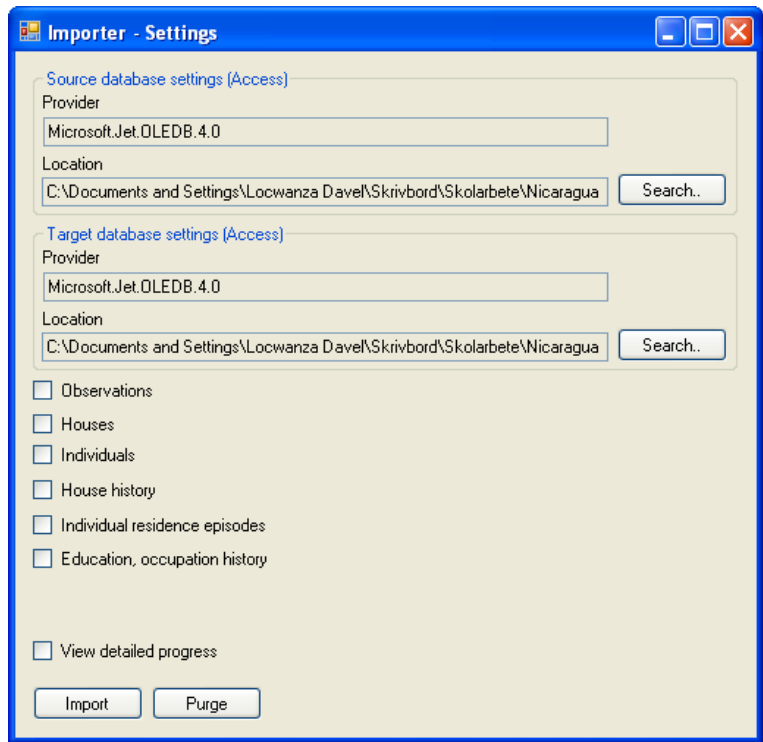 Importer - Settings
Source database settings (Access)
Provider
Microsoft.Jet.OLEDB.4.0
Location
C:\Documents and Settings\Locwanza Davel\Skrivbord\Skolarbete\Nicaragua
Search..
Target database settings (Access)
Provider
Microsoft.Jet.OLEDB.4.0
Location
C:\Documents and Settings\Locwanza Davel\Skrivbord\Skolarbete\Nicaragua
Search..
Observations
Houses
Individuals
House history
Individual residence episodes
Education, occupation history
View detailed progress
Import Purge